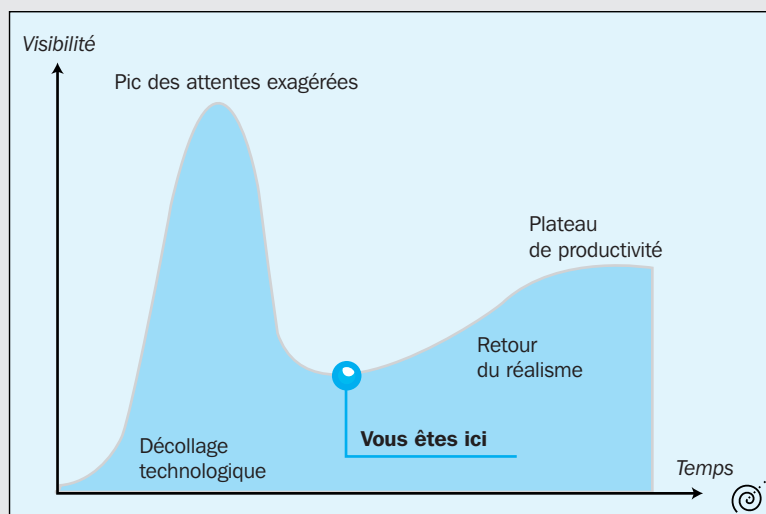 Visibilité
Pic des attentes exagérées
Plateau
de productivité
Retour
du réalisme
Vous êtes ici
Décollage
technologique
Temps